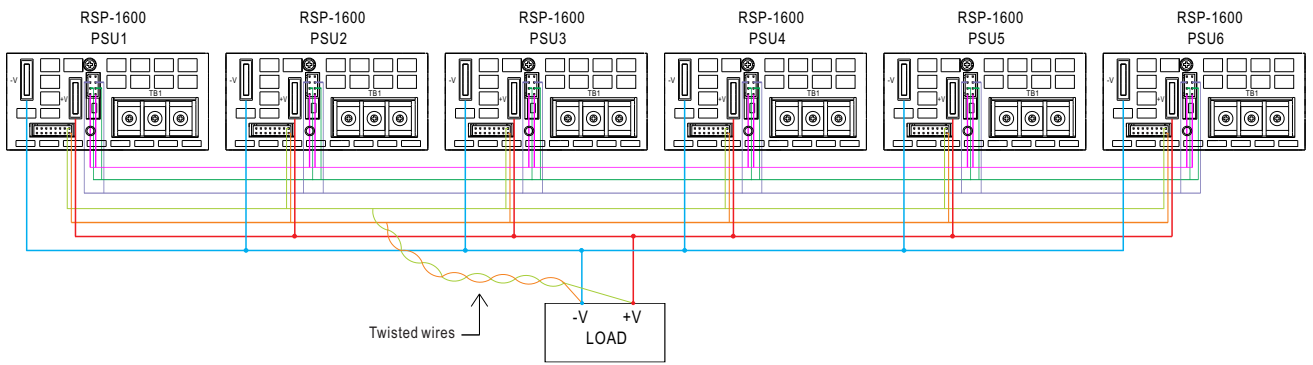 RSP-1600 RSP-1600 RSP-1600 RSP-1600 RSP-1600 RSP-1600
PSU1 PSU2 PSU3 PSU4 PSU5 PSU6
-V -V -V -V -V -V
+V +V +V +V +V +V
TB1 TB1 TB1 TB1 TB1 TB1
Twisted wires
-V +V
LOAD